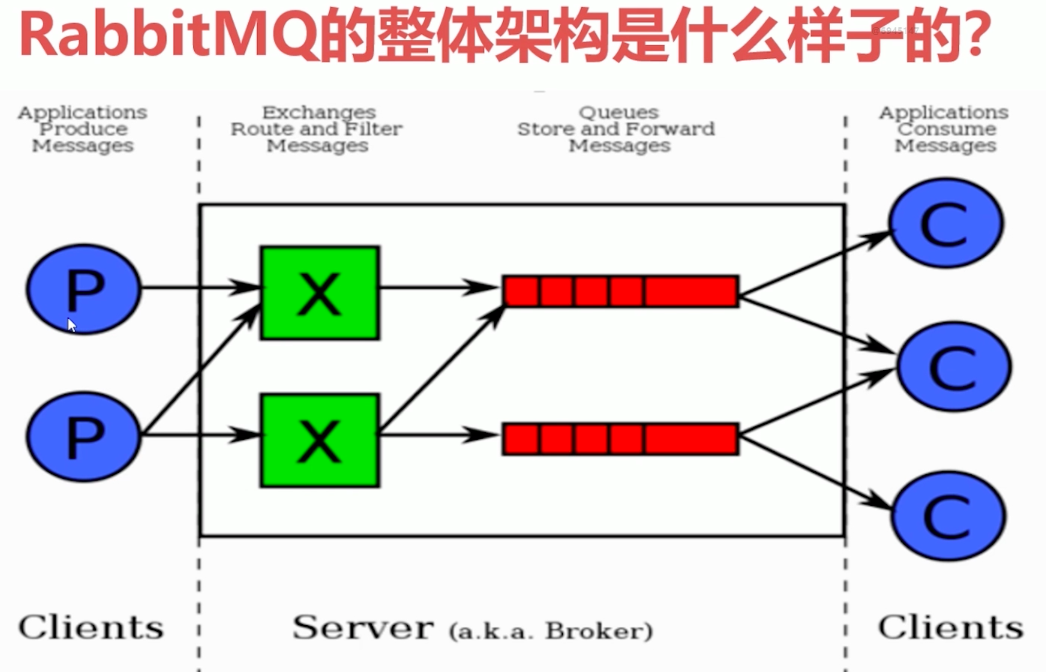 RabbitMQ的整体架构是什么样子的?
Applications
Produce
Messages
Exchanges
Route and Filter
Messages
Queues
Store and Forward
Messages
Applications
Consume
Messages
P
X
C
C
P
X
C
Clients
Server (a.k.a. Broker)
Clients